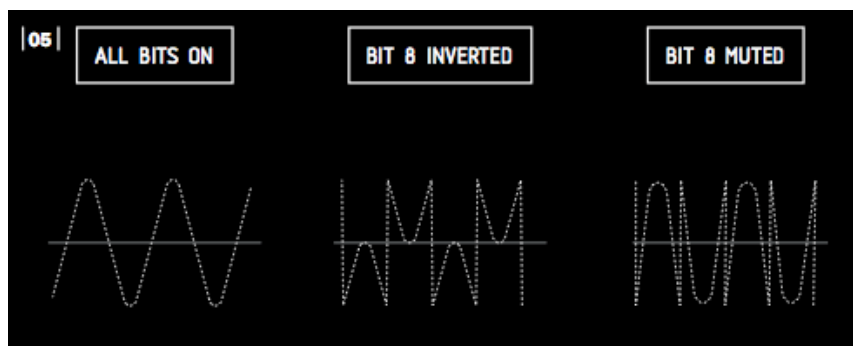 |05|
ALL BITS ON
BIT 8 INVERTED
BIT 8 MUTED